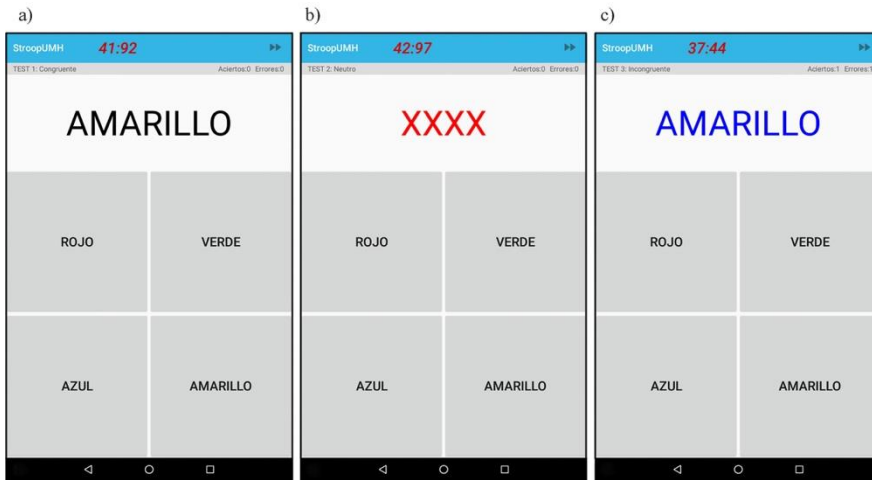 a)
StroopUMH 41:92
TEST 1: Congruente Aciertos:0 Errores:0
AMARILLO
ROJO VERDE
AZUL AMARILLO
b)
StroopUMH 42:97
TEST 2: Neutro Aciertos:0 Errores:0
XXXX
ROJO VERDE
AZUL AMARILLO
c)
StroopUMH 37:44
TEST 3: Incongruente Aciertos:1 Errores:1
AMARILLO
ROJO VERDE
AZUL AMARILLO